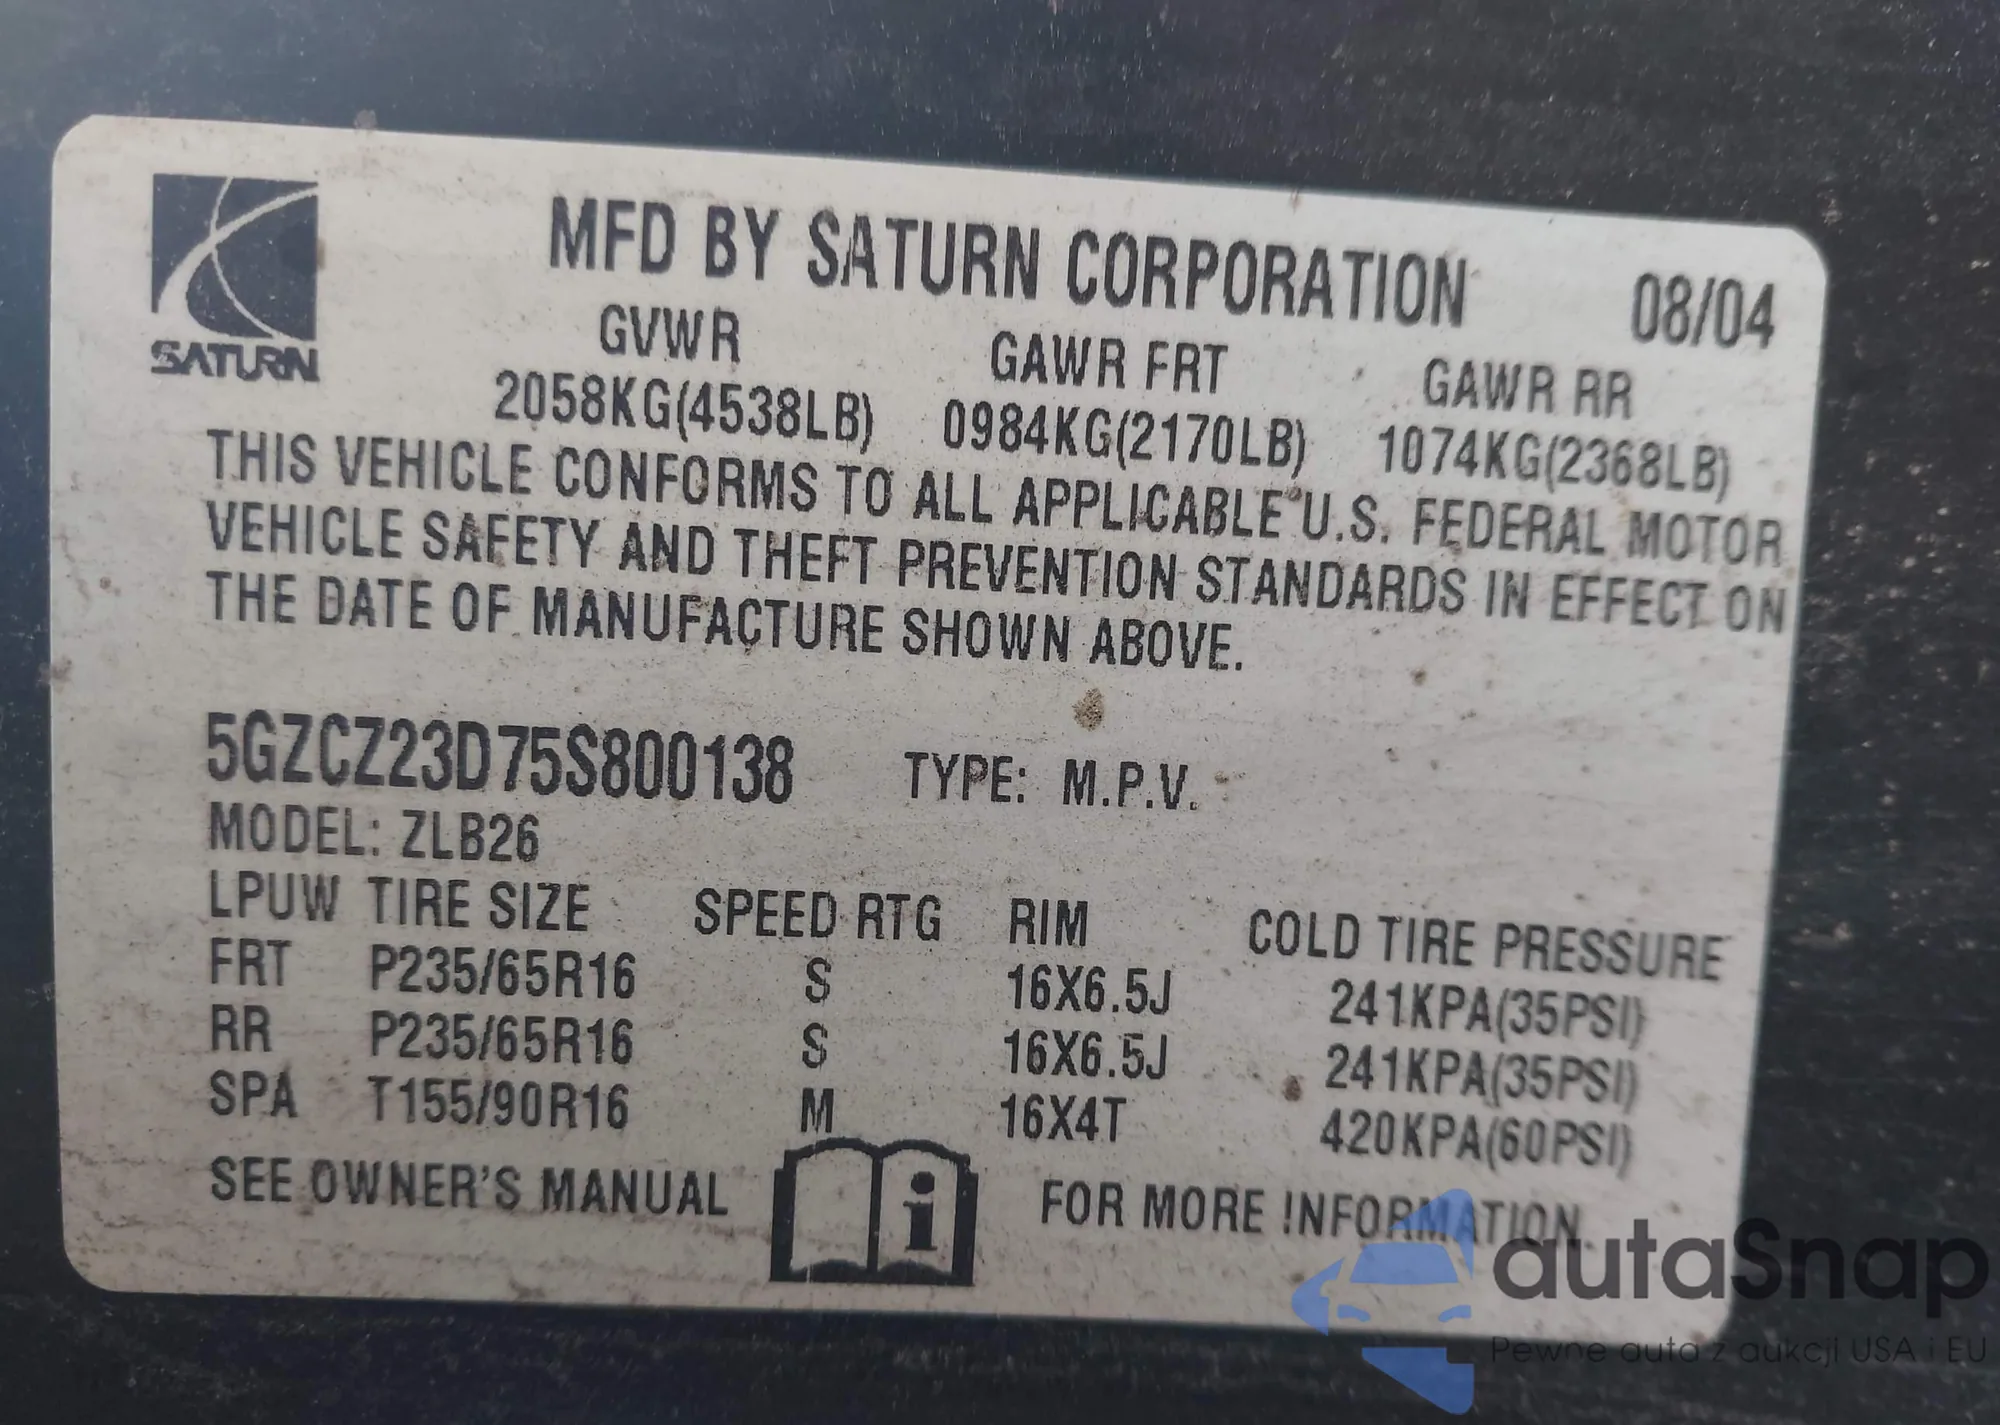 SATURN
MFD BY SATURN CORPORATION 08/04
GVWR GAWR FRT GAWR RR
2058KG(4538LB) 0984KG(2170LB) 1074KG(2368LB)
THIS VEHICLE CONFORMS TO ALL APPLICABLE U.S. FEDERAL MOTOR
VEHICLE SAFETY AND THEFT PREVENTION STANDARDS IN EFFECT ON
THE DATE OF MANUFACTURE SHOWN ABOVE.
5GZCZ23D75S800138 TYPE: M.P.V.
MODEL: ZLB26
LPUW TIRE SIZE SPEED RTG RIM COLD TIRE PRESSURE
FRT P235/65R16 S 16X6.5J 241KPA(35PSI)
RR P235/65R16 S 16X6.5J 241KPA(35PSI)
SPA T155/90R16 M 16X4T 420KPA(60PSI)
SEE OWNER'S MANUAL i FOR MORE INFORMATION.
autaSnap
Pewne auta z aukcji USA i EU